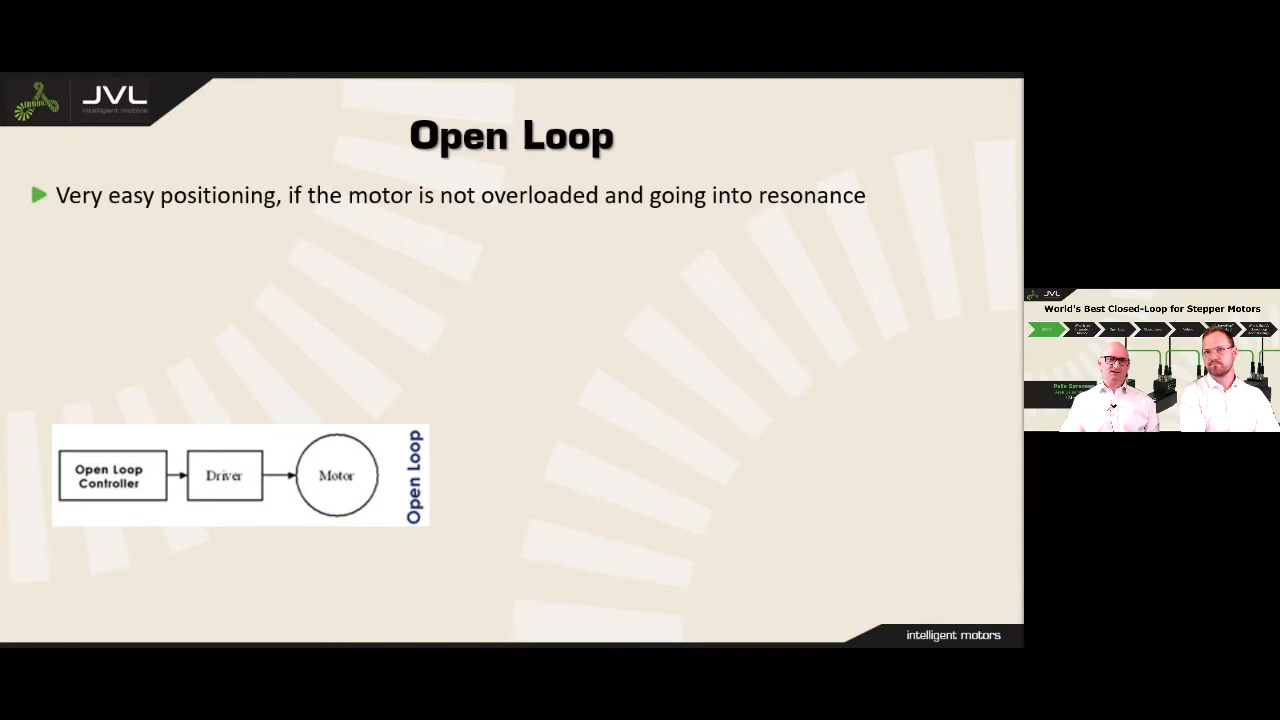 JVL
intelligent motors
Open Loop
Very easy positioning, if the motor is not overloaded and going into resonance
Open Loop
Controller
Driver
Motor
Open Loop
intelligent motors
JVL
World's Best Closed-Loop for Stepper Motors